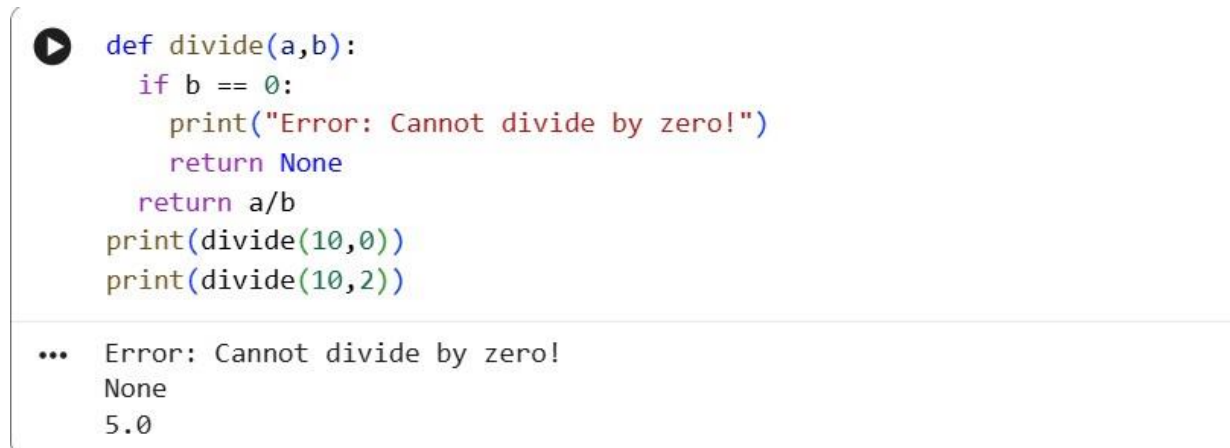 def divide(a,b):
  if b == 0:
    print("Error: Cannot divide by zero!")
    return None
  return a/b
print(divide(10,0))
print(divide(10,2))
Error: Cannot divide by zero!
None
5.0